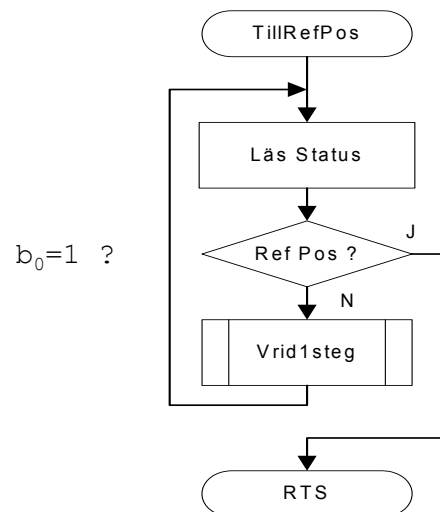 TillRefPos
Läs Status
b₀=1 ?
Ref Pos ?
J
N
Vrid1steg
RTS